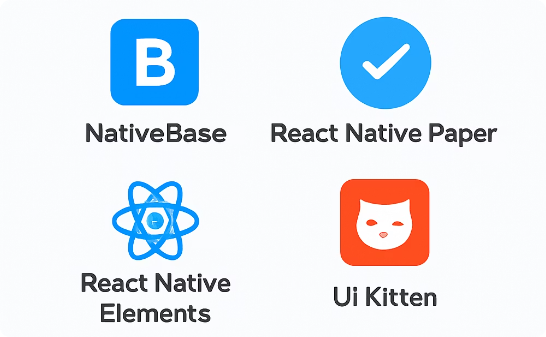 B
NativeBase
React Native Paper
React Native
Elements
Ui Kitten